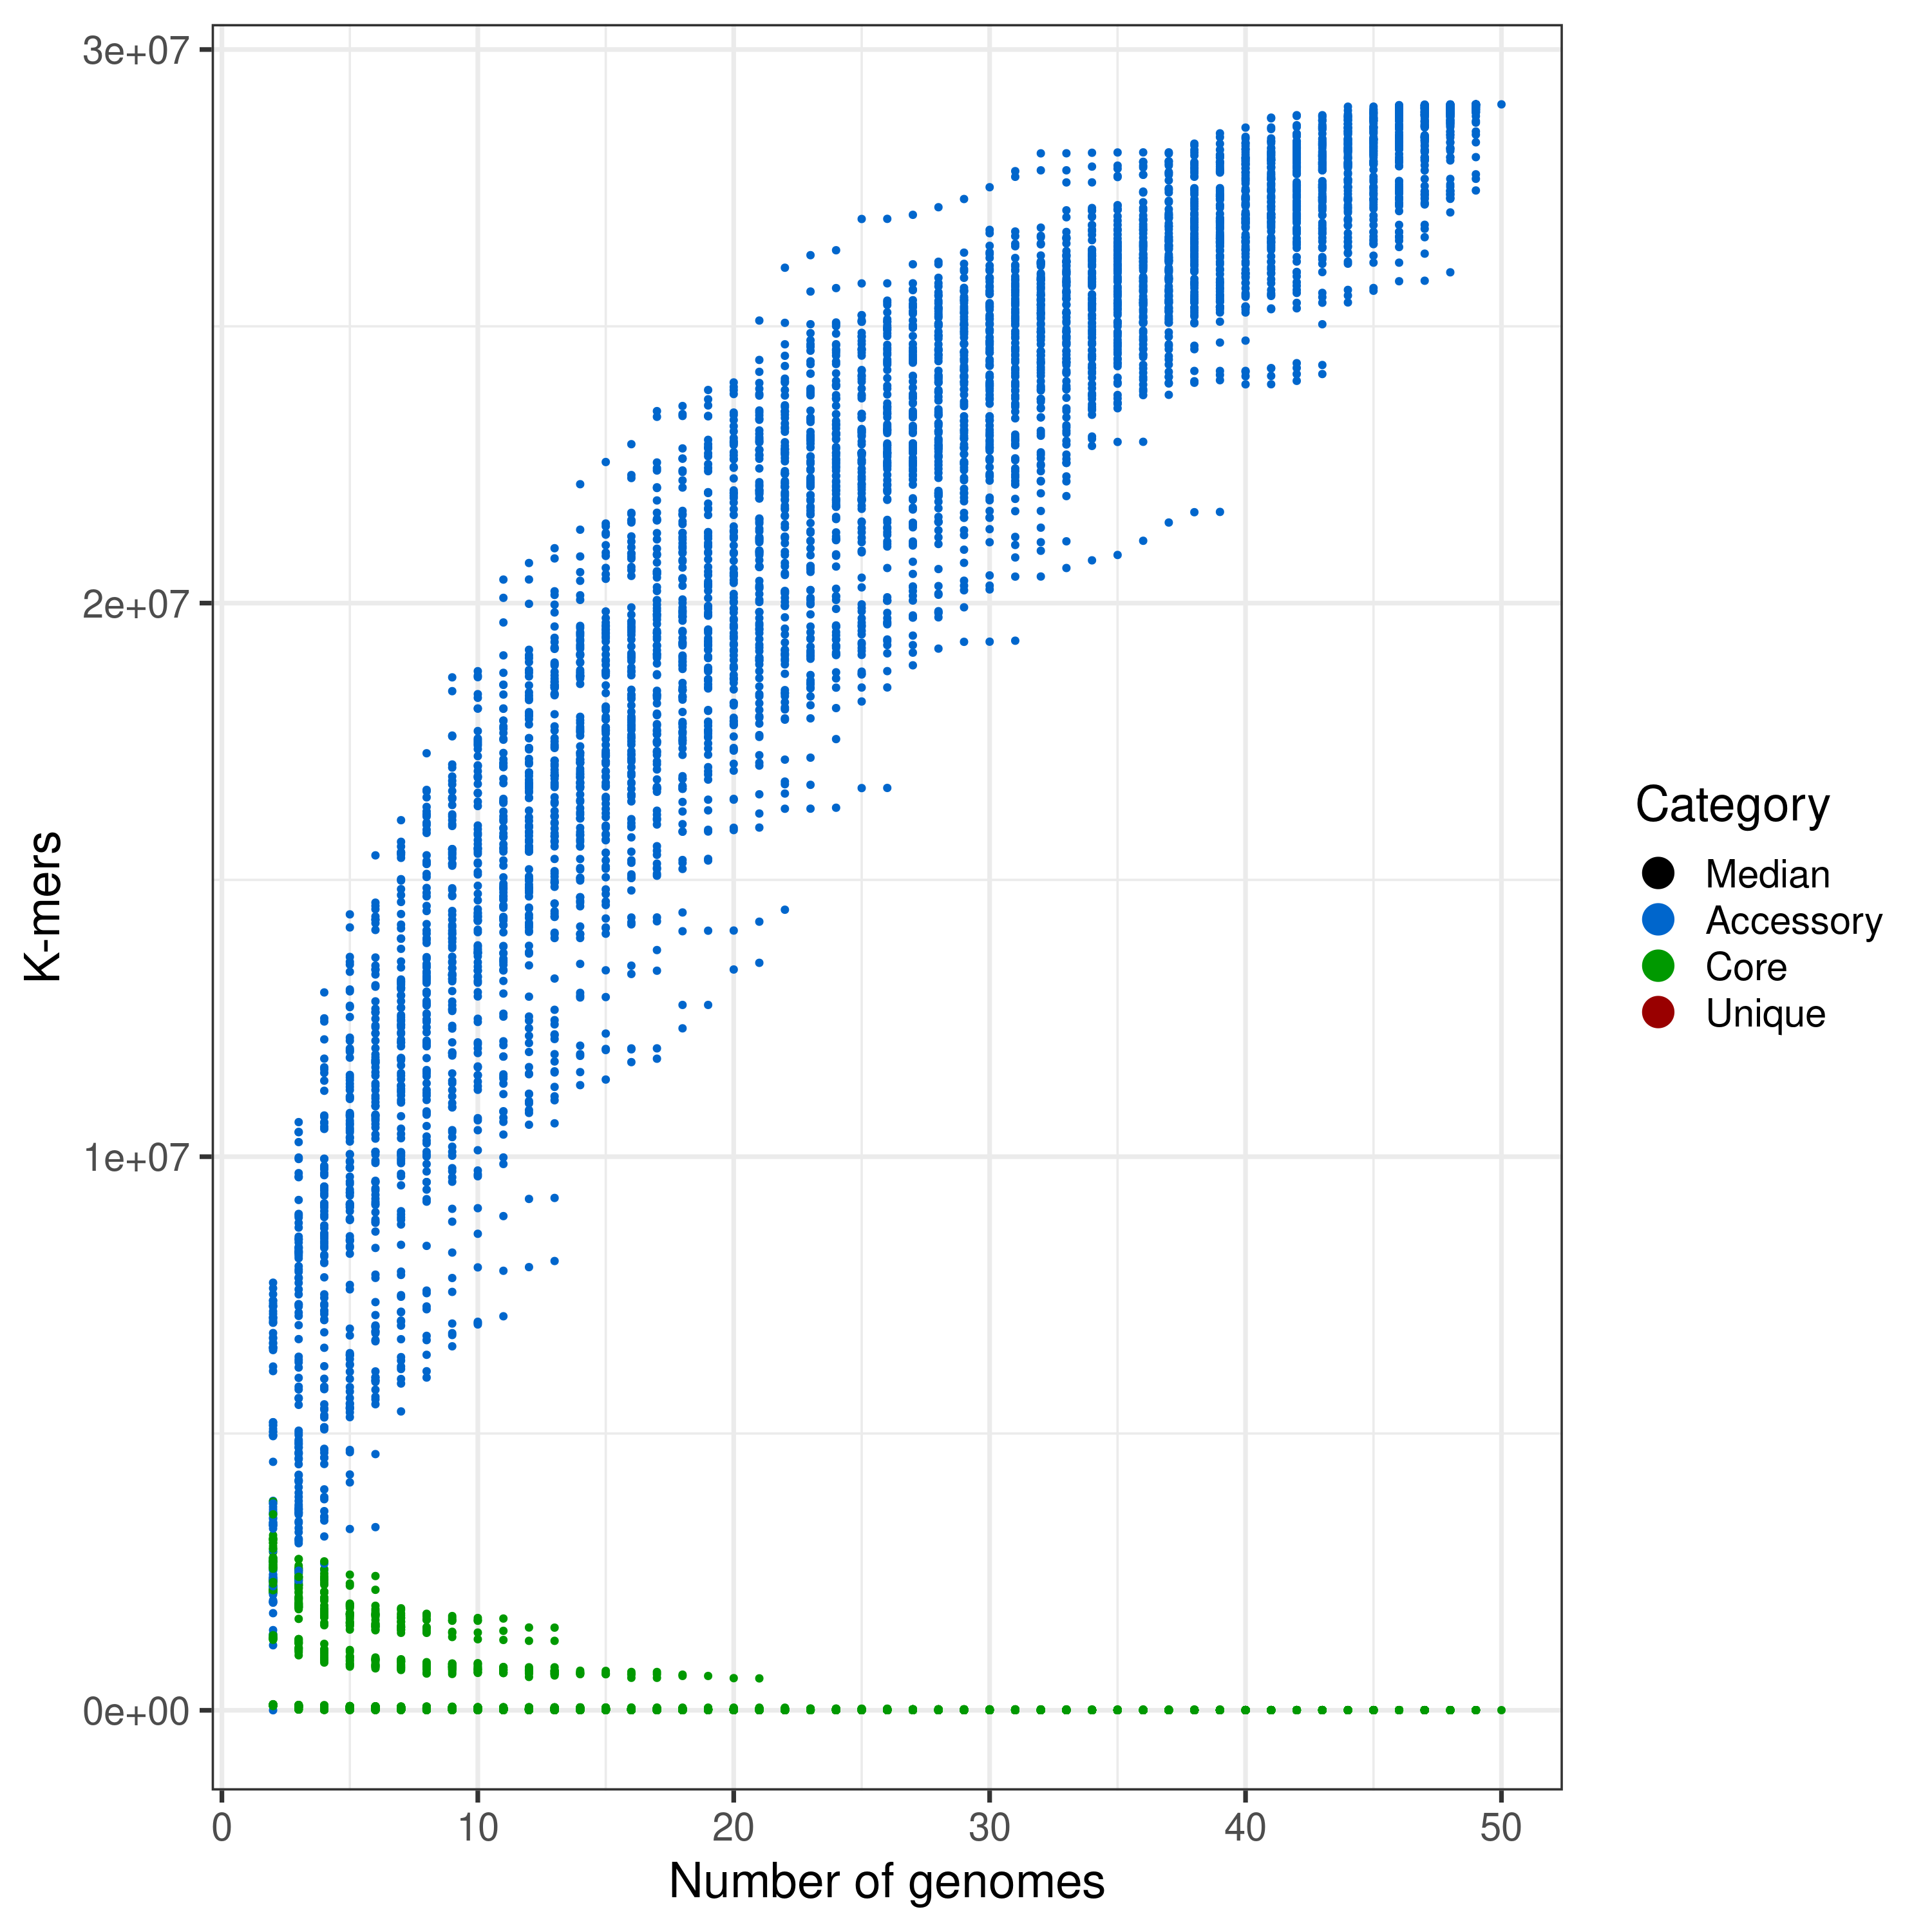 3e+07
2e+07
1e+07
0e+00
K-mers
0 10 20 30 40 50
Number of genomes
Category
Median
Accessory
Core
Unique